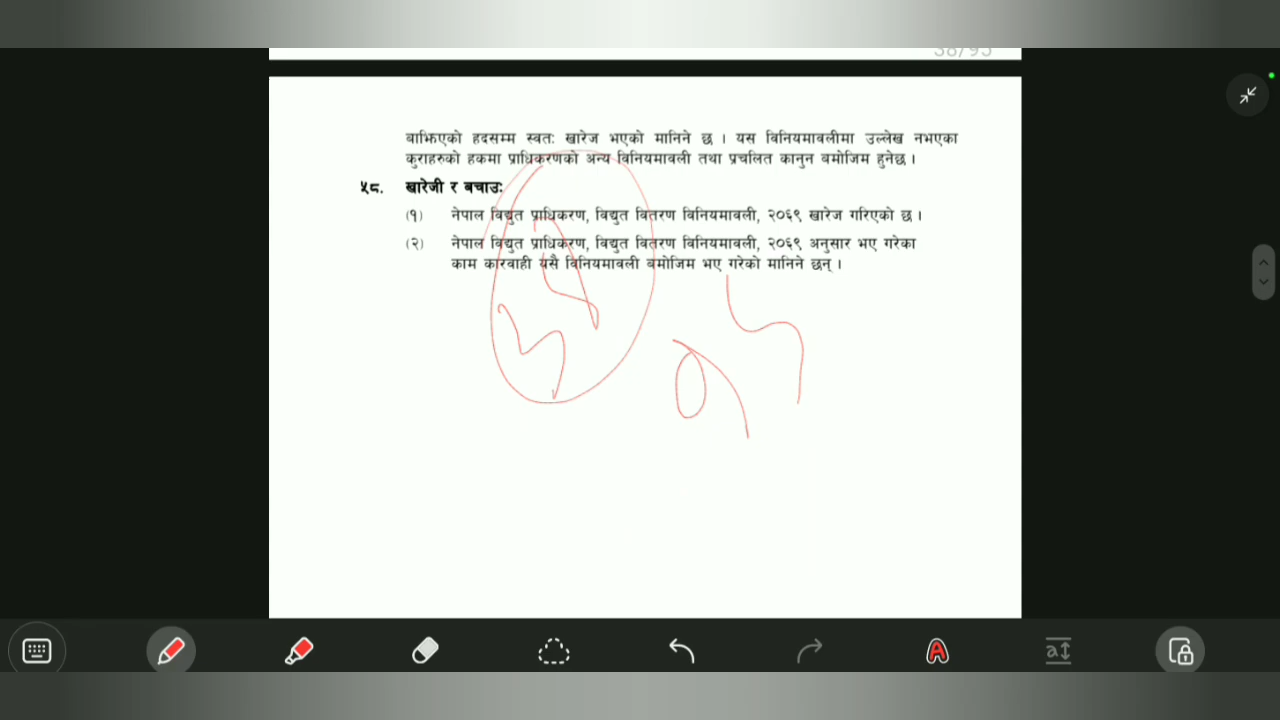 बाझिएको हदसम्म स्वतः खारेज भएको मानिने छ । यस विनियमावलीमा उल्लेख नभएका
कुराहरुको हकमा प्राधिकरणको अन्य विनियमावली तथा प्रचलित कानुन बमोजिम हुनेछ ।
५८. खारेजी र बचाउः
(१) नेपाल विद्युत प्राधिकरण, विद्युत वितरण विनियमावली, २०६९ खारेज गरिएको छ ।
(२) नेपाल विद्युत प्राधिकरण, विद्युत वितरण विनियमावली, २०६९ अनुसार भए गरेका
काम कारवाही यसै विनियमावली बमोजिम भए गरेको मानिने छन् ।